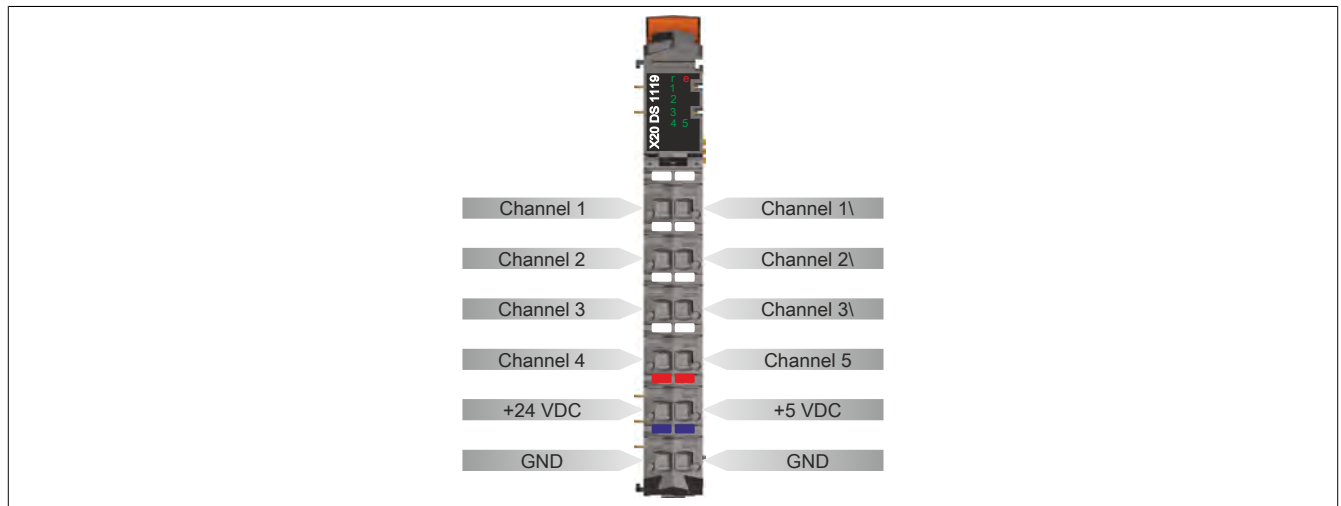 X20 DS 1119
r e
1
2
3
4 5
Channel 1 Channel 1\
Channel 2 Channel 2\
Channel 3 Channel 3\
Channel 4 Channel 5
+24 VDC +5 VDC
GND GND